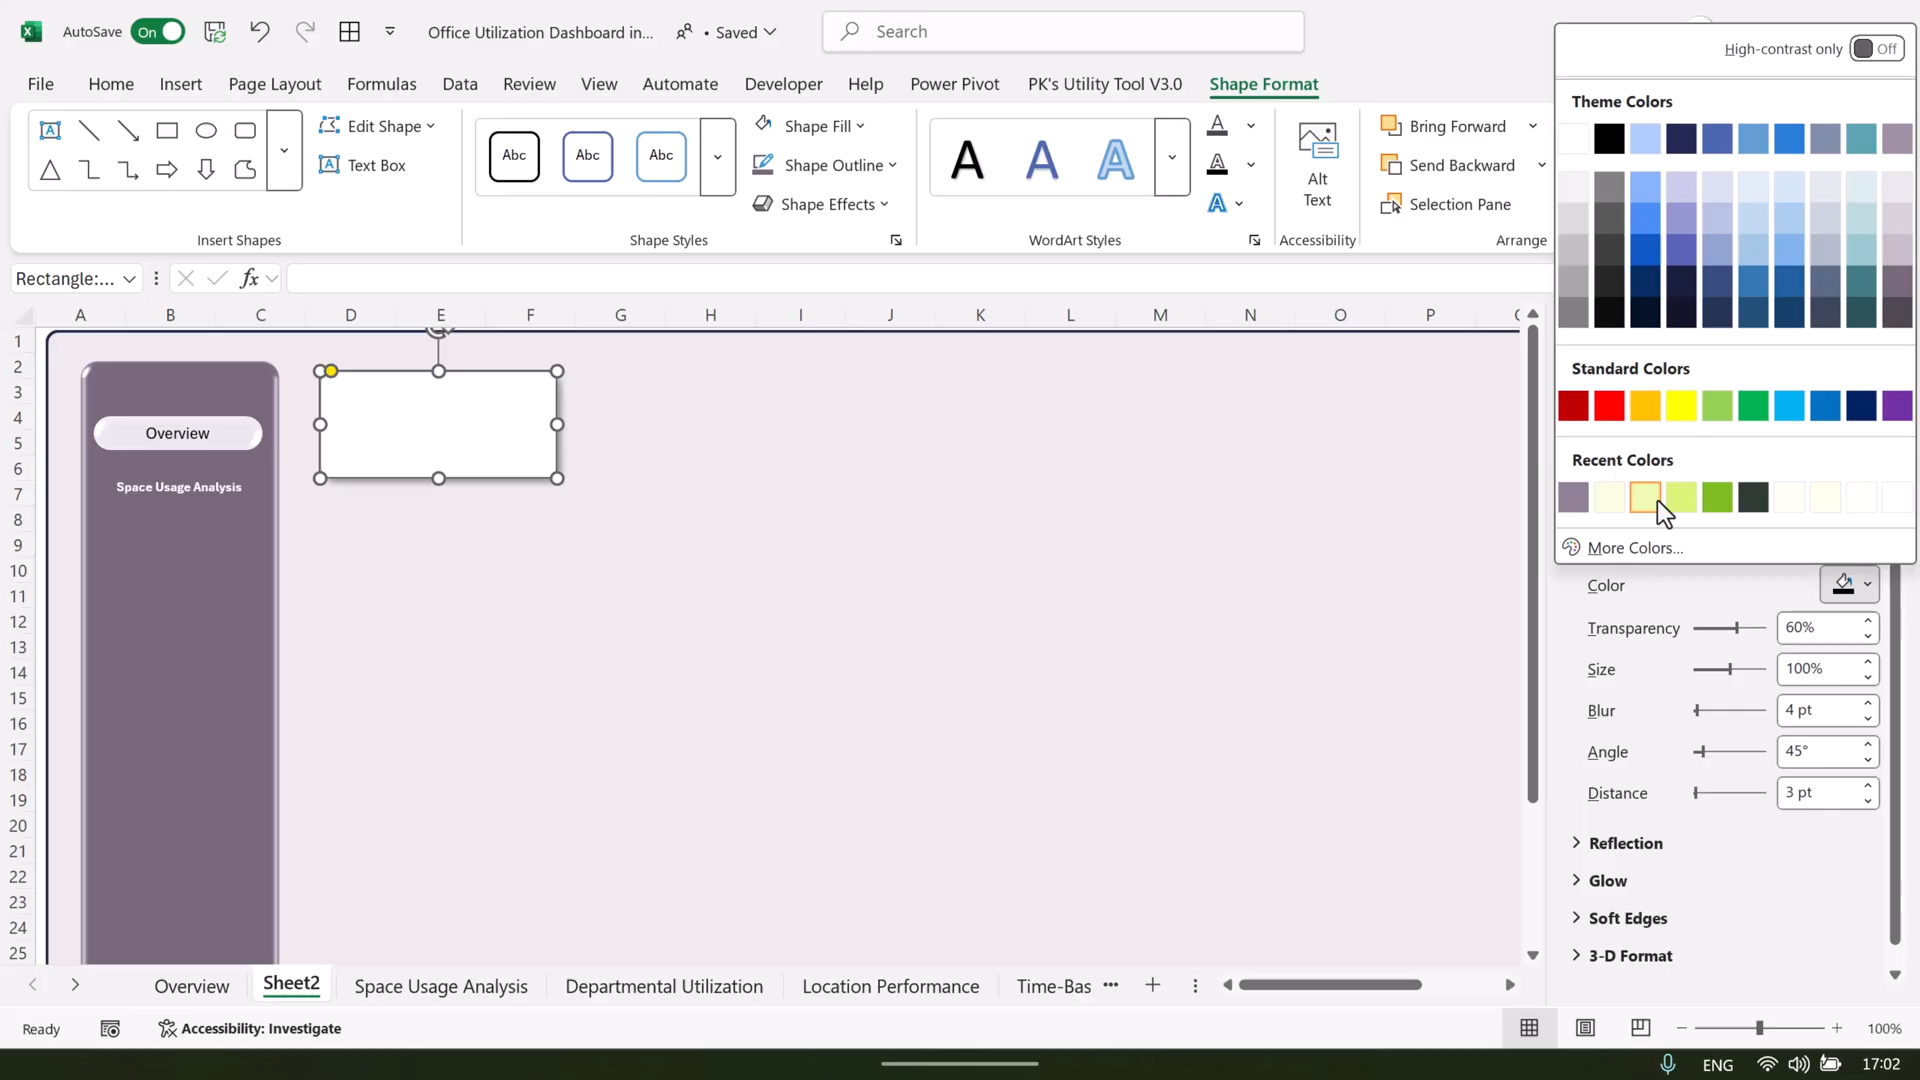 AutoSave On Office Utilization Dashboard in... • Saved Search
High-contrast only Off
File Home Insert Page Layout Formulas Data Review View Automate Developer Help Power Pivot PK's Utility Tool V3.0 Shape Format
Theme Colors
Edit Shape
Text Box
Abc Abc Abc
Shape Fill
Shape Outline
Shape Effects
A A A
A
A
A
Alt
Text
Bring Forward
Send Backward
Selection Pane
Insert Shapes Shape Styles WordArt Styles Accessibility Arrange
Rectangle:... fx
A B C D E F G H I J K L M N O P
1
2
3
4
5
6
7
8
9
10
11
12
13
14
15
16
17
18
19
20
21
22
23
24
25
Overview
Space Usage Analysis
Standard Colors
Recent Colors
More Colors...
Color
Transparency 60%
Size 100%
Blur 4 pt
Angle 45°
Distance 3 pt
Reflection
Glow
Soft Edges
3-D Format
Overview Sheet2 Space Usage Analysis Departmental Utilization Location Performance Time-Bas
Ready Accessibility: Investigate 100%
ENG 17:02